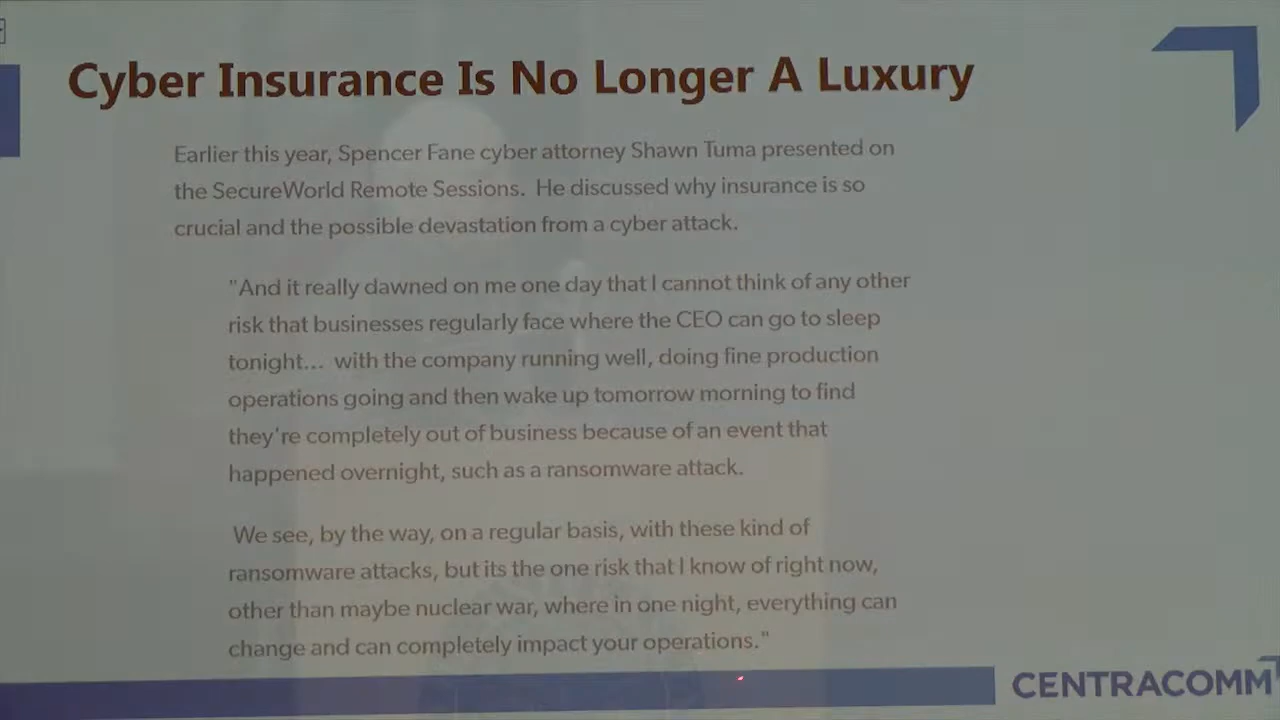 Cyber Insurance Is No Longer A Luxury
Earlier this year, Spencer Fane cyber attorney Shawn Tuma presented on
the SecureWorld Remote Sessions. He discussed why insurance is so
crucial and the possible devastation from a cyber attack.
"And it really dawned on me one day that I cannot think of any other
risk that businesses regularly face where the CEO can go to sleep
tonight... with the company running well, doing fine production
operations going and then wake up tomorrow morning to find
they're completely out of business because of an event that
happened overnight, such as a ransomware attack.
We see, by the way, on a regular basis, with these kind of
ransomware attacks, but its the one risk that I know of right now,
other than maybe nuclear war, where in one night, everything can
change and can completely impact your operations."
CENTRACOMM